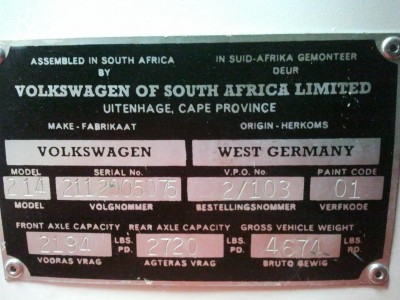 ASSEMBLED IN SOUTH AFRICA IN SUID-AFRIKA GEMONTEER
BY DEUR
VOLKSWAGEN OF SOUTH AFRICA LIMITED
UITENHAGE, CAPE PROVINCE
MAKE - FABRIKAAT ORIGIN - HERKOMS
VOLKSWAGEN WEST GERMANY
MODEL SERIAL No. V.P.O. No. PAINT CODE
214 2/103 01
MODEL VOLGNOMMER BESTELLINGSNOMMER VERFKODE
FRONT AXLE CAPACITY REAR AXLE CAPACITY GROSS VEHICLE WEIGHT
2194 LBS. PD. 2720 LBS. PD. 4674 LBS. PD.
VOORAS VRAG AGTERAS VRAG BRUTO GEWIG